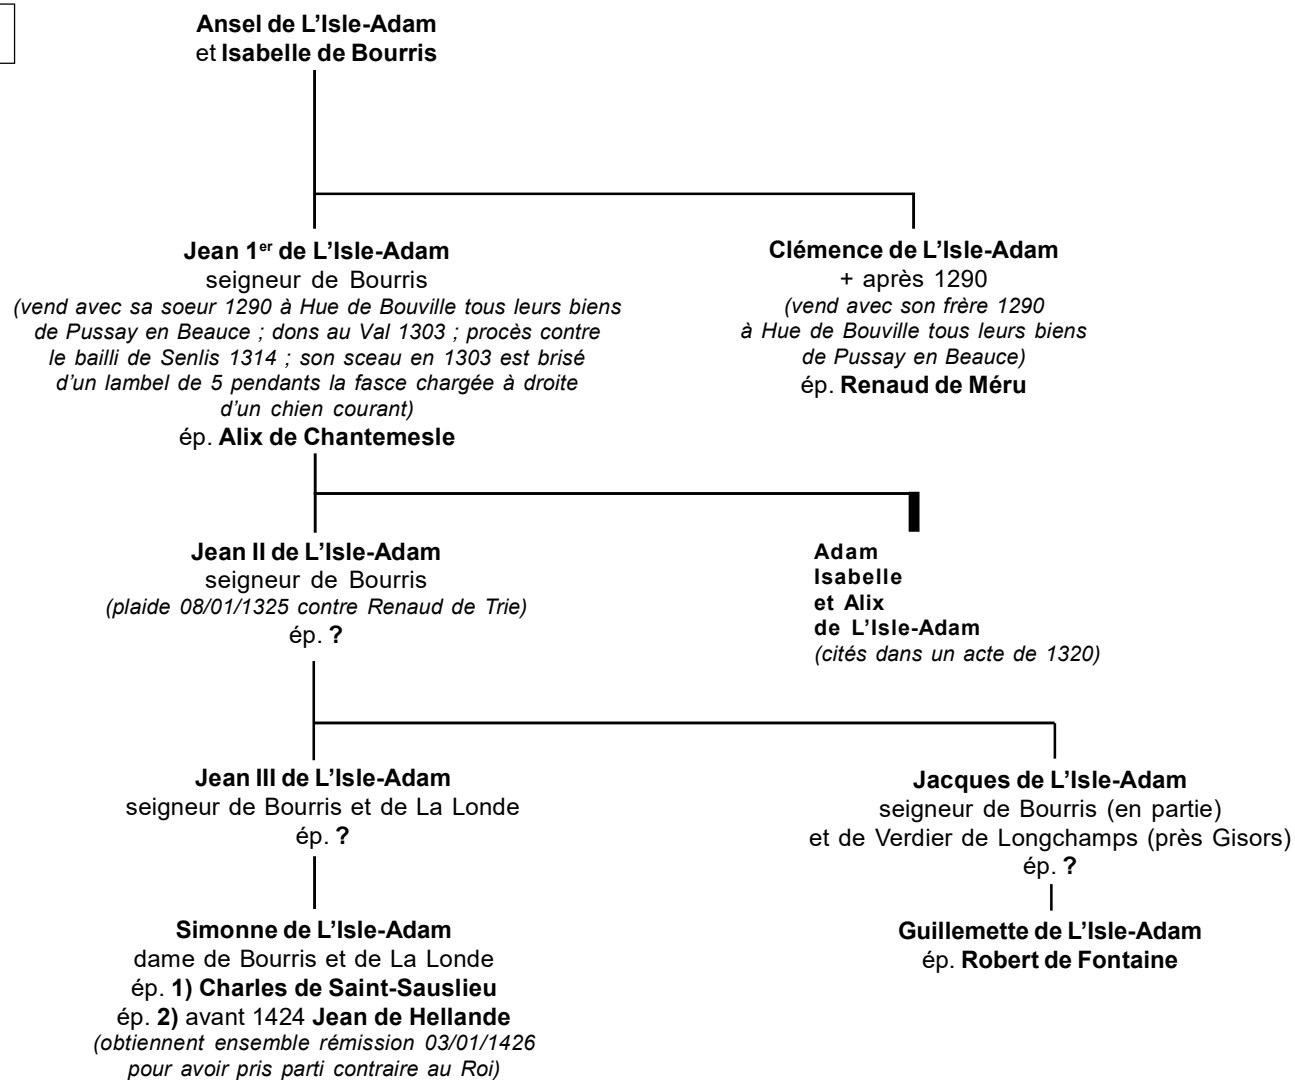 Ansel de L’Isle-Adam
et Isabelle de Bourris
Jean 1er de L’Isle-Adam
seigneur de Bourris
(vend avec sa soeur 1290 à Hue de Bouville tous leurs biens
de Pussay en Beauce ; dons au Val 1303 ; procès contre
le bailli de Senlis 1314 ; son sceau en 1303 est brisé
d’un lambel de 5 pendants la fasce chargée à droite
d’un chien courant)
ép. Alix de Chantemesle
Clémence de L’Isle-Adam
+ après 1290
(vend avec son frère 1290
à Hue de Bouville tous leurs biens
de Pussay en Beauce)
ép. Renaud de Méru
Jean II de L’Isle-Adam
seigneur de Bourris
(plaide 08/01/1325 contre Renaud de Trie)
ép. ?
Adam
Isabelle
et Alix
de L’Isle-Adam
(cités dans un acte de 1320)
Jean III de L’Isle-Adam
seigneur de Bourris et de La Londe
ép. ?
Jacques de L’Isle-Adam
seigneur de Bourris (en partie)
et de Verdier de Longchamps (près Gisors)
ép. ?
Simonne de L’Isle-Adam
dame de Bourris et de La Londe
ép. 1) Charles de Saint-Sauslieu
ép. 2) avant 1424 Jean de Hellande
(obtiennent ensemble rémission 03/01/1426
pour avoir pris parti contraire au Roi)
Guillemette de L’Isle-Adam
ép. Robert de Fontaine